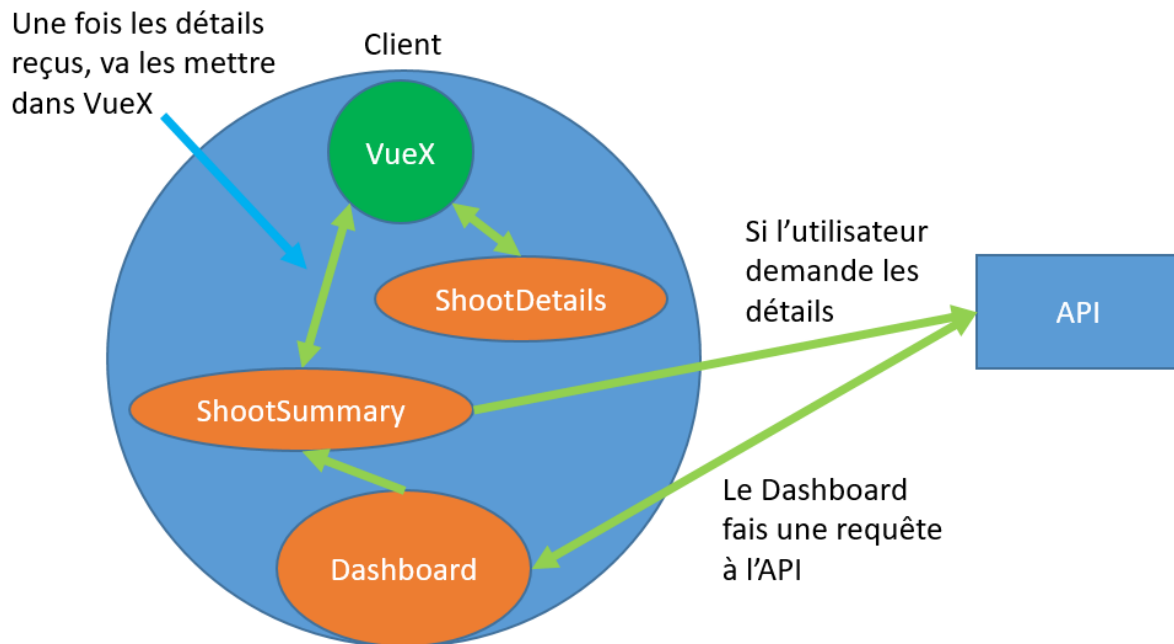 Une fois les détails
reçus, va les mettre
dans VueX
Client
VueX
ShootDetails
Si l'utilisateur
demande les
détails
API
ShootSummary
Le Dashboard
fais une requête
à l'API
Dashboard